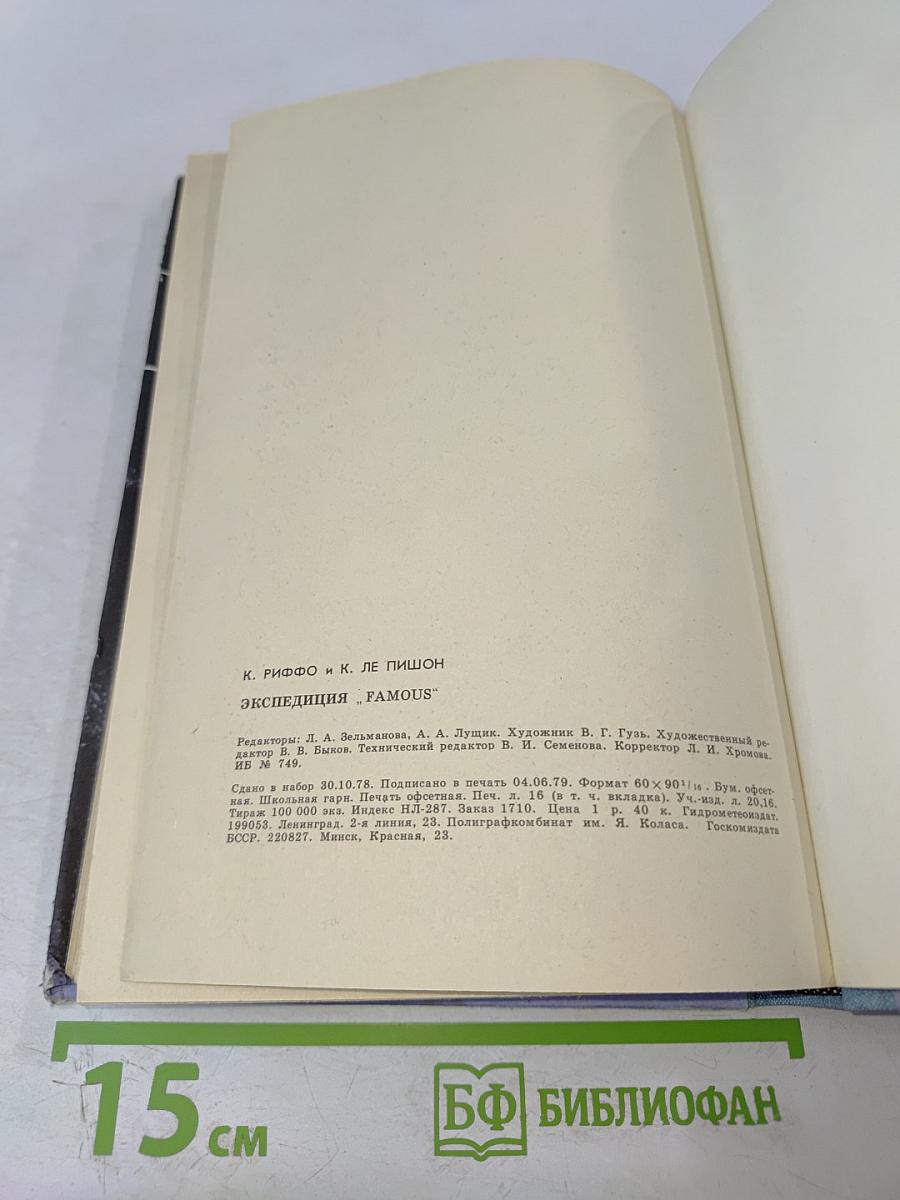 К. РИФФО и К. ЛЕ ПИШОН
ЭКСПЕДИЦИЯ „FAMOUS“
Редакторы: Л. А. Зельманова, А. А. Лущик. Художник В. Г. Гузь. Художественный ре-
дактор В. В. Быков. Технический редактор В. И. Семенова. Корректор Л. И. Хромова.
ИБ № 749.
Сдано в набор 30.10.78. Подписано в печать 04.06.79. Формат 60×90¹/₁₆. Бум. офсет-
ная. Школьная гарн. Печать офсетная. Печ. л. 16 (в т. ч. вкладка). Уч.-изд. л. 20,16.
Тираж 100 000 экз. Индекс НЛ-287. Заказ 1710. Цена 1 р. 40 к. Гидрометеоиздат.
199053. Ленинград. 2-я линия, 23. Полиграфкомбинат им. Я. Коласа. Госкомиздата
БССР. 220827. Минск, Красная, 23.
15 см
БФ БИБЛИОФАН